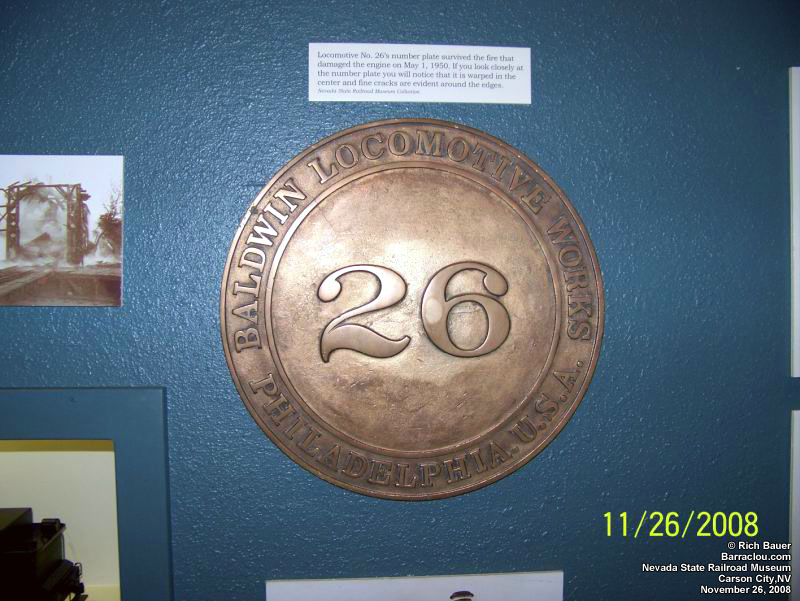 Locomotive No. 26's number plate survived the fire that
damaged the engine on May 1, 1950. If you look closely at
the number plate you will notice that it is warped in the
center and fine cracks are evident around the edges.
Nevada State Railroad Museum Collection
BALDWIN LOCOMOTIVE WORKS
26
PHILADELPHIA. U.S.A.
11/26/2008
© Rich Bauer
Barraclou.com
Nevada State Railroad Museum
Carson City,NV
November 26, 2008